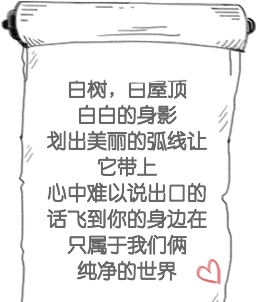 白树，白屋顶
白白的身影
划出美丽的弧线让
它带上
心中难以说出口的
话飞到你的身边在
只属于我们俩
纯净的世界